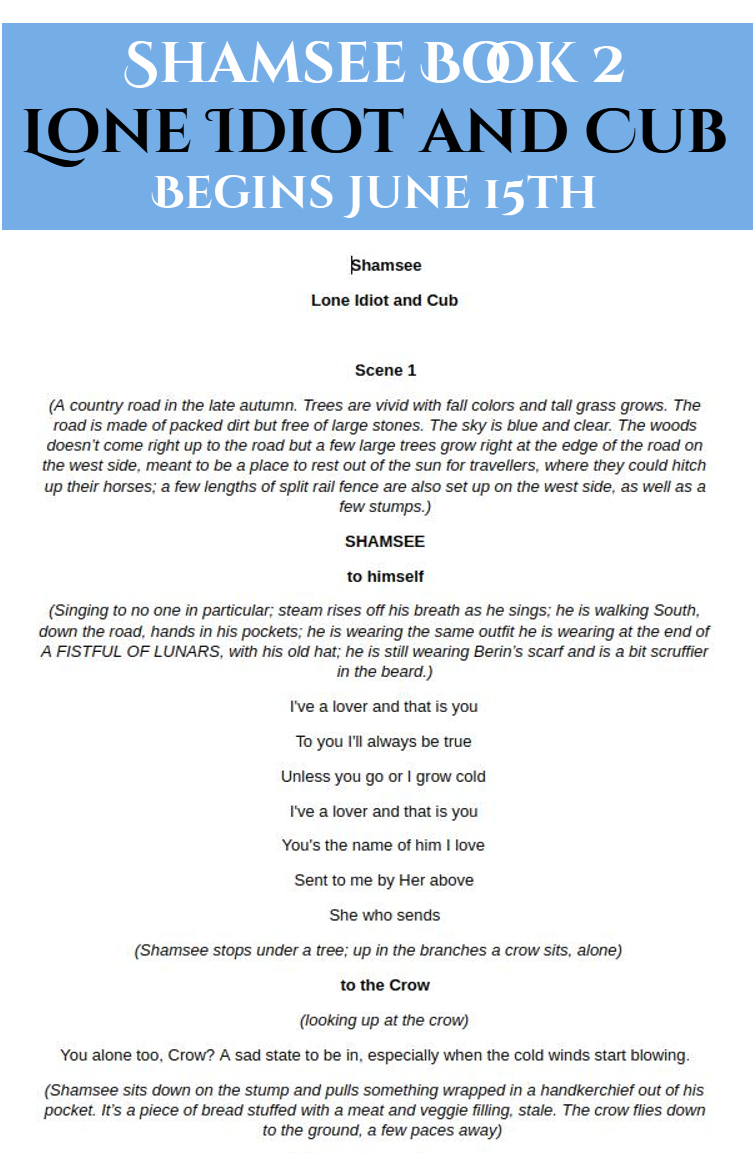 Shamsee Book 2
Lone Idiot and Cub
Begins June 15th
Shamsee
Lone Idiot and Cub
Scene 1
(A country road in the late autumn. Trees are vivid with fall colors and tall grass grows. The
road is made of packed dirt but free of large stones. The sky is blue and clear. The woods
doesn't come right up to the road but a few large trees grow right at the edge of the road on
the west side, meant to be a place to rest out of the sun for travellers, where they could hitch
up their horses; a few lengths of split rail fence are also set up on the west side, as well as a
few stumps.)
SHAMSEE
to himself
(Singing to no one in particular; steam rises off his breath as he sings; he is walking South,
down the road, hands in his pockets; he is wearing the same outfit he is wearing at the end of
A FISTFUL OF LUNARS, with his old hat; he is still wearing Berin's scarf and is a bit scruffier
in the beard.)
I've a lover and that is you
To you I'll always be true
Unless you go or I grow cold
I've a lover and that is you
You's the name of him I love
Sent to me by Her above
She who sends
(Shamsee stops under a tree; up in the branches a crow sits, alone)
to the Crow
(looking up at the crow)
You alone too, Crow? A sad state to be in, especially when the cold winds start blowing.
(Shamsee sits down on the stump and pulls something wrapped in a handkerchief out of his
pocket. It's a piece of bread stuffed with a meat and veggie filling, stale. The crow flies down
to the ground, a few paces away)